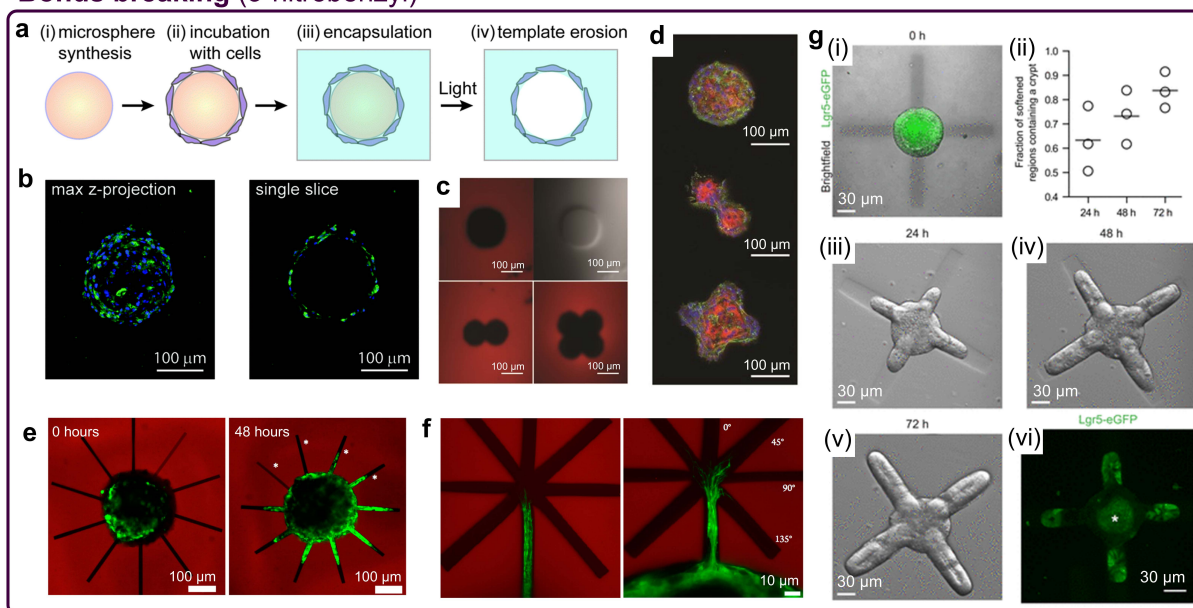 Bonds breaking (o-nitrobenzyl)
a
(i) microsphere
synthesis
(ii) incubation
with cells
(iii) encapsulation
(iv) template erosion
Light
b
max z-projection
single slice
100 µm
100 µm
c
100 µm
100 µm
100 µm
100 µm
d
100 µm
100 µm
100 µm
e
0 hours
48 hours
* * *
100 µm
100 µm
f
0°
45°
90°
135°
10 µm
g
(i)
0 h
Brightfield Lgr5-eGFP
30 µm
(ii)
Fraction of softened
regions containing a crypt
1.0
0.9
0.8
0.7
0.6
0.5
0.4
24 h 48 h 72 h
(iii)
24 h
30 µm
(iv)
48 h
30 µm
(v)
72 h
30 µm
(vi)
Lgr5-eGFP
*
30 µm